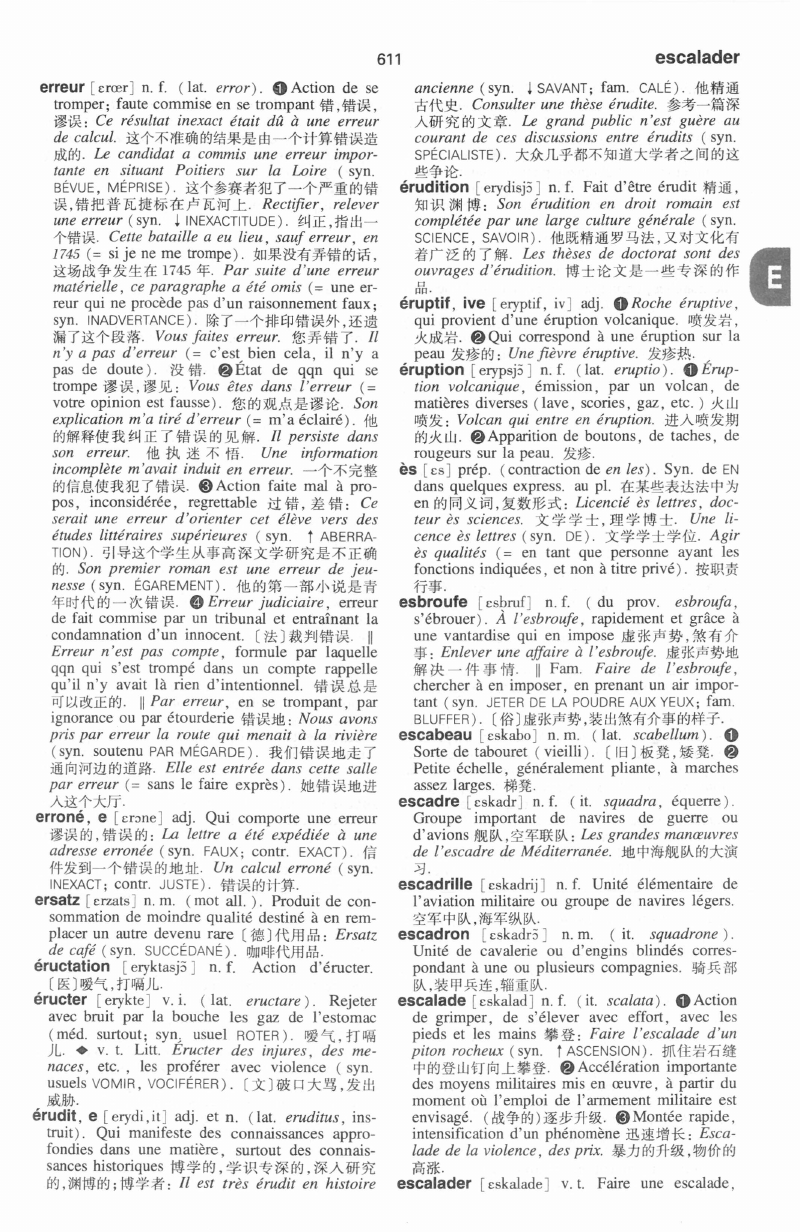 611
escalader
erreur [ɛrœr] n. f. (lat. error). ❶ Action de se
tromper; faute commise en se trompant 错,错误,
谬误: Ce résultat inexact était dû à une erreur
de calcul. 这个不准确的结果是由一个计算错误造
成的. Le candidat a commis une erreur impor-
tante en situant Poitiers sur la Loire (syn.
BÉVUE, MÉPRISE). 这个参赛者犯了一个严重的错
误,错把普瓦捷标在卢瓦河上. Rectifier, relever
une erreur (syn. ↓ INEXACTITUDE). 纠正,指出一
个错误. Cette bataille a eu lieu, sauf erreur, en
1745 (= si je ne me trompe). 如果没有弄错的话,
这场战争发生在 1745 年. Par suite d'une erreur
matérielle, ce paragraphe a été omis (= une er-
reur qui ne procède pas d'un raisonnement faux;
syn. INADVERTANCE). 除了一个排印错误外,还遗
漏了这个段落. Vous faites erreur. 您弄错了. Il
n'y a pas d'erreur (= c'est bien cela, il n'y a
pas de doute). 没错. ❷ État de qqn qui se
trompe 谬误,谬见: Vous êtes dans l'erreur (=
votre opinion est fausse). 您的观点是谬论. Son
explication m'a tiré d'erreur (= m'a éclairé). 他
的解释使我纠正了错误的见解. Il persiste dans
son erreur. 他执迷不悟. Une information
incomplète m'avait induit en erreur. 一个不完整
的信息使我犯了错误. ❸ Action faite mal à pro-
pos, inconsidérée, regrettable 过错,差错: Ce
serait une erreur d'orienter cet élève vers des
études littéraires supérieures (syn. ↑ ABERRA-
TION). 引导这个学生从事高深文学研究是不正确
的. Son premier roman est une erreur de jeu-
nesse (syn. ÉGAREMENT). 他的第一部小说是青
年时代的一次错误. ❹ Erreur judiciaire, erreur
de fait commise par un tribunal et entraînant la
condamnation d'un innocent. 〔法〕裁判错误. ‖
Erreur n'est pas compte, formule par laquelle
qqn qui s'est trompé dans un compte rappelle
qu'il n'y avait là rien d'intentionnel. 错误总是
可以改正的. ‖ Par erreur, en se trompant, par
ignorance ou par étourderie 错误地: Nous avons
pris par erreur la route qui menait à la rivière
(syn. soutenu PAR MÉGARDE). 我们错误地走了
通向河边的道路. Elle est entrée dans cette salle
par erreur (= sans le faire exprès). 她错误地进
入这个大厅.
erroné, e [ɛrɔne] adj. Qui comporte une erreur
谬误的,错误的: La lettre a été expédiée à une
adresse erronée (syn. FAUX; contr. EXACT). 信
件发到一个错误的地址. Un calcul erroné (syn.
INEXACT; contr. JUSTE). 错误的计算.
ersatz [ɛrzats] n. m. (mot all.). Produit de con-
sommation de moindre qualité destiné à en rem-
placer un autre devenu rare 〔德〕代用品: Ersatz
de café (syn. SUCCÉDANÉ). 咖啡代用品.
éructation [eryktasjɔ̃] n. f. Action d'éructer.
〔医〕嗳气,打嗝儿.
éructer [erykte] v. i. (lat. eructare). Rejeter
avec bruit par la bouche les gaz de l'estomac
(méd. surtout; syn. usuel ROTER). 嗳气,打嗝
儿. ◆ v. t. Litt. Éructer des injures, des me-
naces, etc., les proférer avec violence (syn.
usuels VOMIR, VOCIFÉRER). 〔文〕破口大骂,发出
威胁.
érudit, e [erydi,it] adj. et n. (lat. eruditus, ins-
truit). Qui manifeste des connaissances appro-
fondies dans une matière, surtout des connais-
sances historiques 博学的,学识专深的,深入研究
的,渊博的;博学者: Il est très érudit en histoire
ancienne (syn. ↓ SAVANT; fam. CALÉ). 他精通
古代史. Consulter une thèse érudite. 参考一篇深
入研究的文章. Le grand public n'est guère au
courant de ces discussions entre érudits (syn.
SPÉCIALISTE). 大众几乎都不知道大学者之间的这
些争论.
érudition [erydisjɔ̃] n. f. Fait d'être érudit 精通,
知识渊博: Son érudition en droit romain est
complétée par une large culture générale (syn.
SCIENCE, SAVOIR). 他既精通罗马法,又对文化有
着广泛的了解. Les thèses de doctorat sont des
ouvrages d'érudition. 博士论文是一些专深的作
品.
éruptif, ive [eryptif, iv] adj. ❶ Roche éruptive,
qui provient d'une éruption volcanique. 喷发岩,
火成岩. ❷ Qui correspond à une éruption sur la
peau 发疹的: Une fièvre éruptive. 发疹热.
éruption [erypsjɔ̃] n. f. (lat. eruptio). ❶ Érup-
tion volcanique, émission, par un volcan, de
matières diverses (lave, scories, gaz, etc.) 火山
喷发: Volcan qui entre en éruption. 进入喷发期
的火山. ❷ Apparition de boutons, de taches, de
rougeurs sur la peau. 发疹.
ès [ɛs] prép. (contraction de en les). Syn. de EN
dans quelques express. au pl. 在某些表达法中为
en 的同义词,复数形式: Licencié ès lettres, doc-
teur ès sciences. 文学学士,理学博士. Une li-
cence ès lettres (syn. DE). 文学学士学位. Agir
ès qualités (= en tant que personne ayant les
fonctions indiquées, et non à titre privé). 按职责
行事.
esbroufe [ɛsbruf] n. f. (du prov. esbroufa,
s'ébrouer). À l'esbroufe, rapidement et grâce à
une vantardise qui en impose 虚张声势,煞有介
事: Enlever une affaire à l'esbroufe. 虚张声势地
解决一件事情. ‖ Fam. Faire de l'esbroufe,
chercher à en imposer, en prenant un air impor-
tant (syn. JETER DE LA POUDRE AUX YEUX; fam.
BLUFFER). 〔俗〕虚张声势,装出煞有介事的样子.
escabeau [ɛskabo] n. m. (lat. scabellum). ❶
Sorte de tabouret (vieilli). 〔旧〕板凳,矮凳. ❷
Petite échelle, généralement pliante, à marches
assez larges. 梯凳.
escadre [ɛskadr] n. f. (it. squadra, équerre).
Groupe important de navires de guerre ou
d'avions 舰队,空军联队: Les grandes manœuvres
de l'escadre de Méditerranée. 地中海舰队的大演
习.
escadrille [ɛskadrij] n. f. Unité élémentaire de
l'aviation militaire ou groupe de navires légers.
空军中队,海军纵队.
escadron [ɛskadrɔ̃] n. m. (it. squadrone).
Unité de cavalerie ou d'engins blindés corres-
pondant à une ou plusieurs compagnies. 骑兵部
队,装甲兵连,辎重队.
escalade [ɛskalad] n. f. (it. scalata). ❶ Action
de grimper, de s'élever avec effort, avec les
pieds et les mains 攀登: Faire l'escalade d'un
piton rocheux (syn. ↑ ASCENSION). 抓住岩石缝
中的登山钉向上攀登. ❷ Accélération importante
des moyens militaires mis en œuvre, à partir du
moment où l'emploi de l'armement militaire est
envisagé. (战争的)逐步升级. ❸ Montée rapide,
intensification d'un phénomène 迅速增长: Esca-
lade de la violence, des prix. 暴力的升级,物价的
高涨.
escalader [ɛskalade] v. t. Faire une escalade,
E